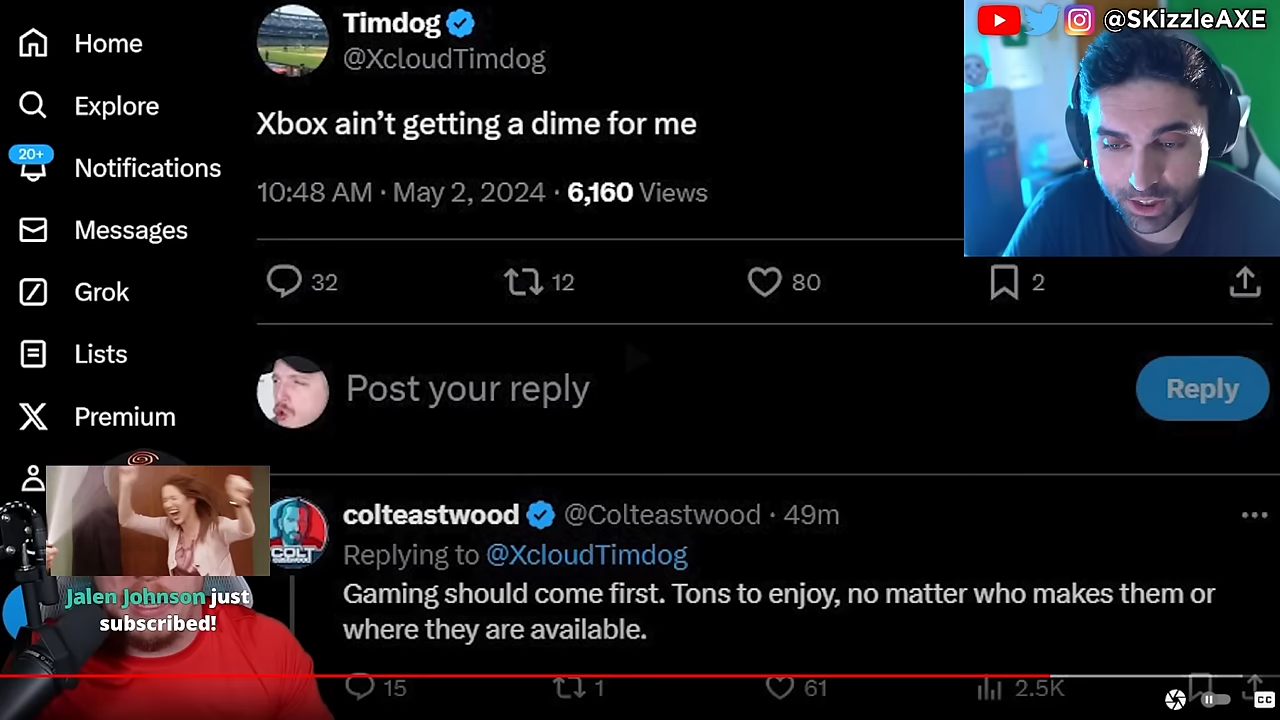 @SKizzleAXE
Home
Explore
20+
Notifications
Messages
Grok
Lists
Premium
Timdog
@XcloudTimdog
Xbox ain’t getting a dime for me
10:48 AM · May 2, 2024 · 6,160 Views
32 12 80 2
Post your reply
Reply
colteastwood @Colteastwood · 49m
Replying to @XcloudTimdog
Gaming should come first. Tons to enjoy, no matter who makes them or
where they are available.
15 1 61 2.5K
COLT
Jalen Johnson just
subscribed!
CC